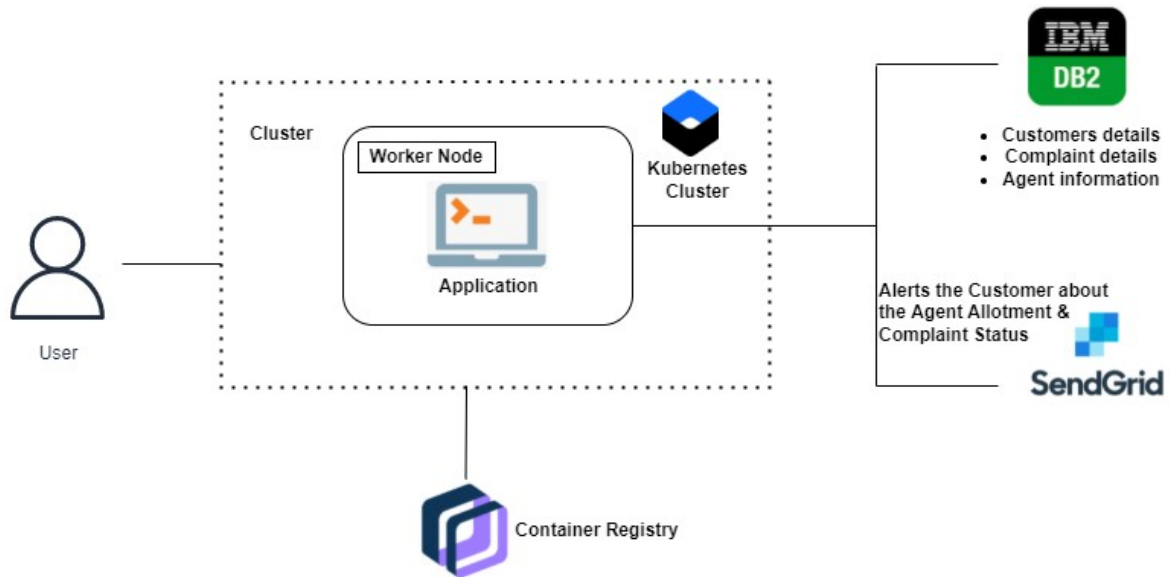 IBM
DB2
Cluster
Worker Node
Kubernetes
Cluster
• Customers details
• Complaint details
• Agent information
Application
User
Alerts the Customer about
the Agent Allotment &
Complaint Status
SendGrid
Container Registry